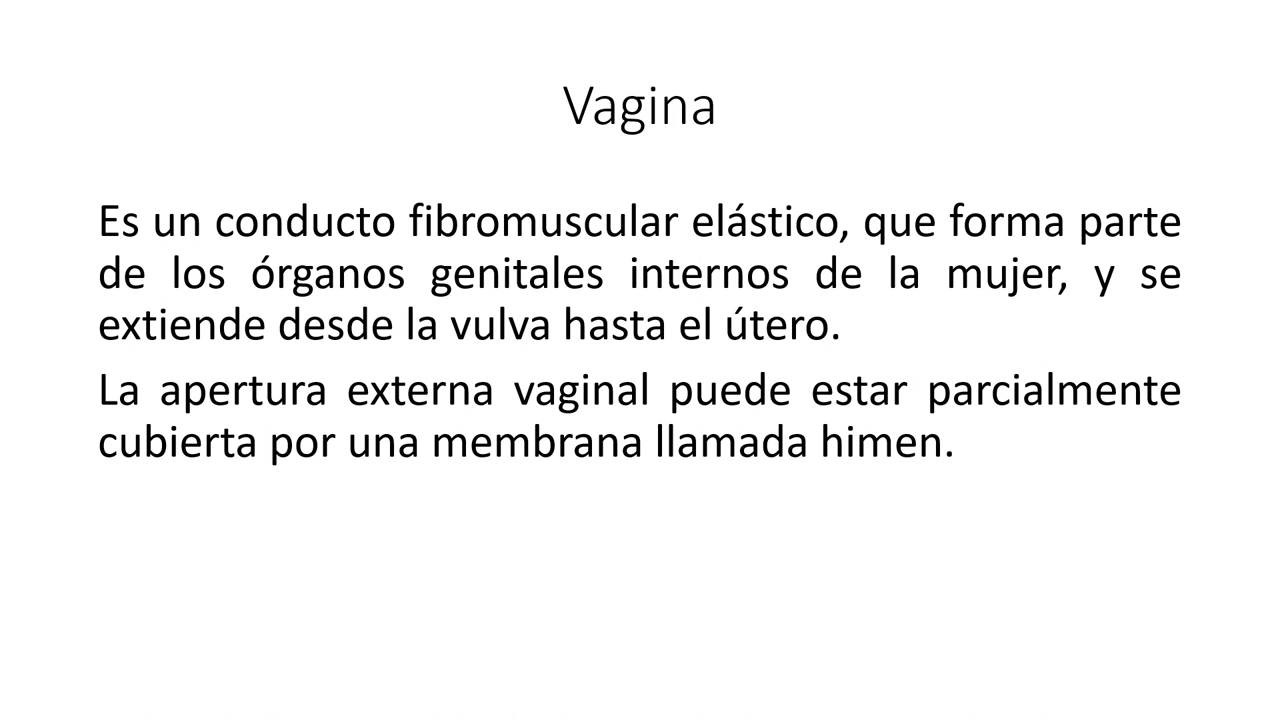 Vagina
Es un conducto fibromuscular elástico, que forma parte
de los órganos genitales internos de la mujer, y se
extiende desde la vulva hasta el útero.
La apertura externa vaginal puede estar parcialmente
cubierta por una membrana llamada himen.